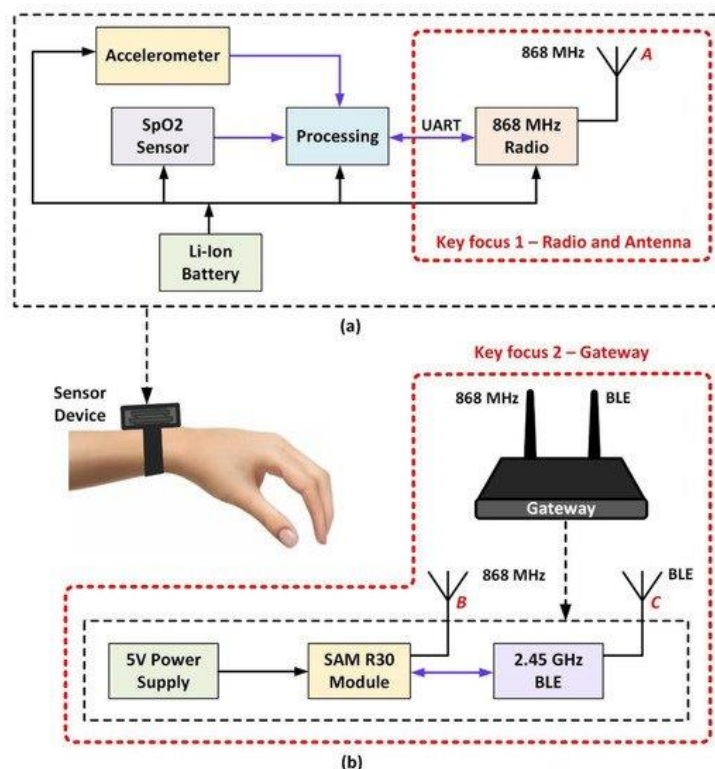 868 MHz
A
Accelerometer
SpO2
Sensor
Processing
UART
868 MHz
Radio
Li-Ion
Battery
Key focus 1 – Radio and Antenna
(a)
Key focus 2 – Gateway
Sensor
Device
868 MHz
BLE
Gateway
868 MHz
BLE
B
C
5V Power
Supply
SAM R30
Module
2.45 GHz
BLE
(b)